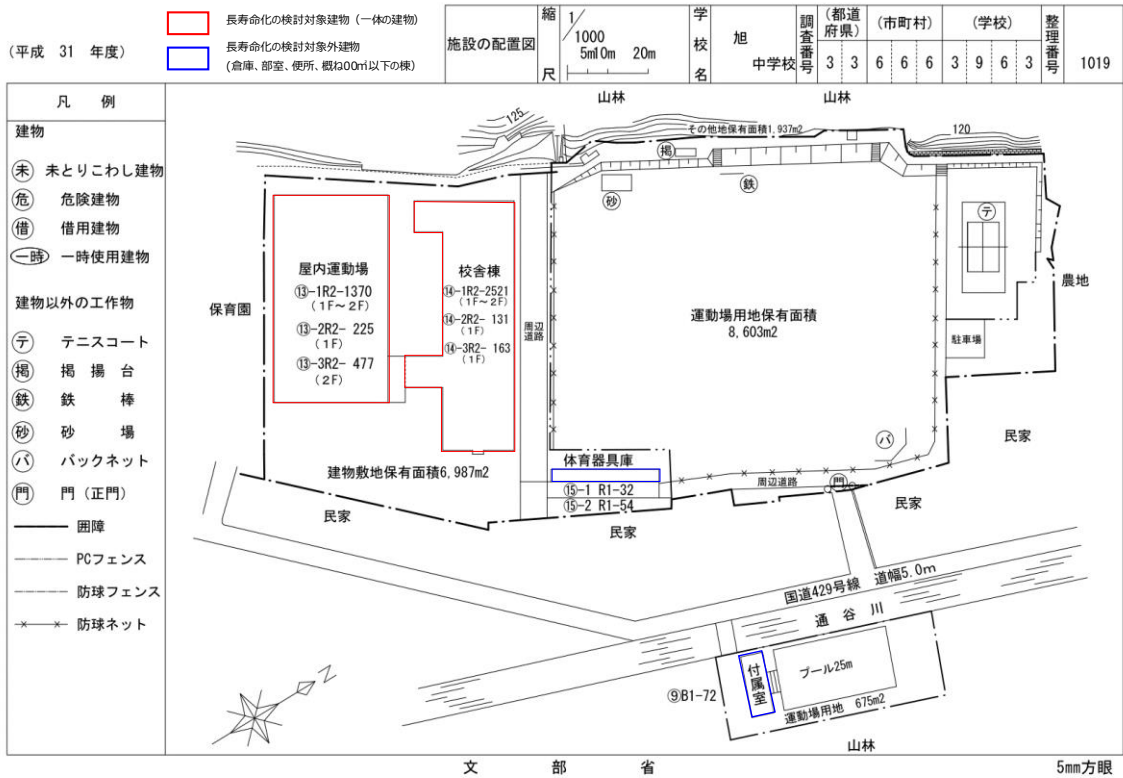 (平成 31 年度)
長寿命化の検討対象建物 (一体の建物)
長寿命化の検討対象外建物
(倉庫、部室、便所、概ね00㎡以下の棟)
施設の配置図
縮尺
1/1000
5m10m 20m
学校名
旭
中学校
調査番号
(都道府県)
(市町村)
(学校)
3 3 6 6 6 3 9 6 3
整理番号
1019
凡 例
建物
未 未とりこわし建物
危 危険建物
借 借用建物
一時 一時使用建物
建物以外の工作物
テ テニスコート
掲 掲揚台
鉄 鉄棒
砂 砂場
バ バックネット
門 門(正門)
囲障
PCフェンス
防球フェンス
防球ネット
山林
山林
125
その他地保有面積1,937m2
120
掲
鉄
砂
テ
屋内運動場
⑬-1R2-1370
(1F～2F)
⑬-2R2- 225
(1F)
⑬-3R2- 477
(2F)
校舎棟
⑭-1R2-2521
(1F～2F)
⑭-2R2- 131
(1F)
⑭-3R2- 163
(1F)
保育園
周辺道路
運動場用地保有面積
8,603m2
農地
駐車場
バ
民家
体育器具庫
建物敷地保有面積6,987m2
⑮-1 R1-32
⑮-2 R1-54
周辺道路
門
民家
民家
民家
国道429号線 道幅5.0m
通谷川
付属室
プール25m
⑨B1-72
運動場用地 675m2
N
山林
文部省
5mm方眼